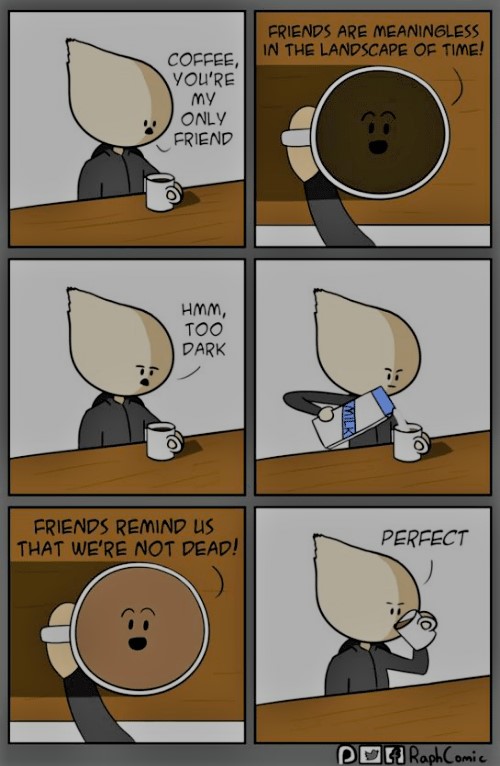 COFFEE,
YOU'RE
MY
ONLY
FRIEND
FRIENDS ARE MEANINGLESS
IN THE LANDSCAPE OF TIME!
HMM,
TOO
DARK
MILK
FRIENDS REMIND US
THAT WE'RE NOT DEAD!
PERFECT
RaphComic